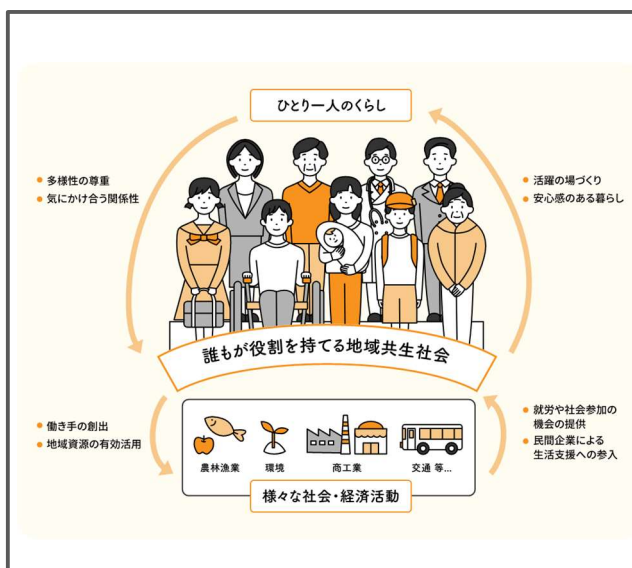 ひとり一人のくらし
多様性の尊重
気にかけ合う関係性
活躍の場づくり
安心感のある暮らし
誰もが役割を持てる地域共生社会
働き手の創出
地域資源の有効活用
就労や社会参加の
機会の提供
民間企業による
生活支援への参入
農林漁業
環境
商工業
交通 等...
様々な社会・経済活動